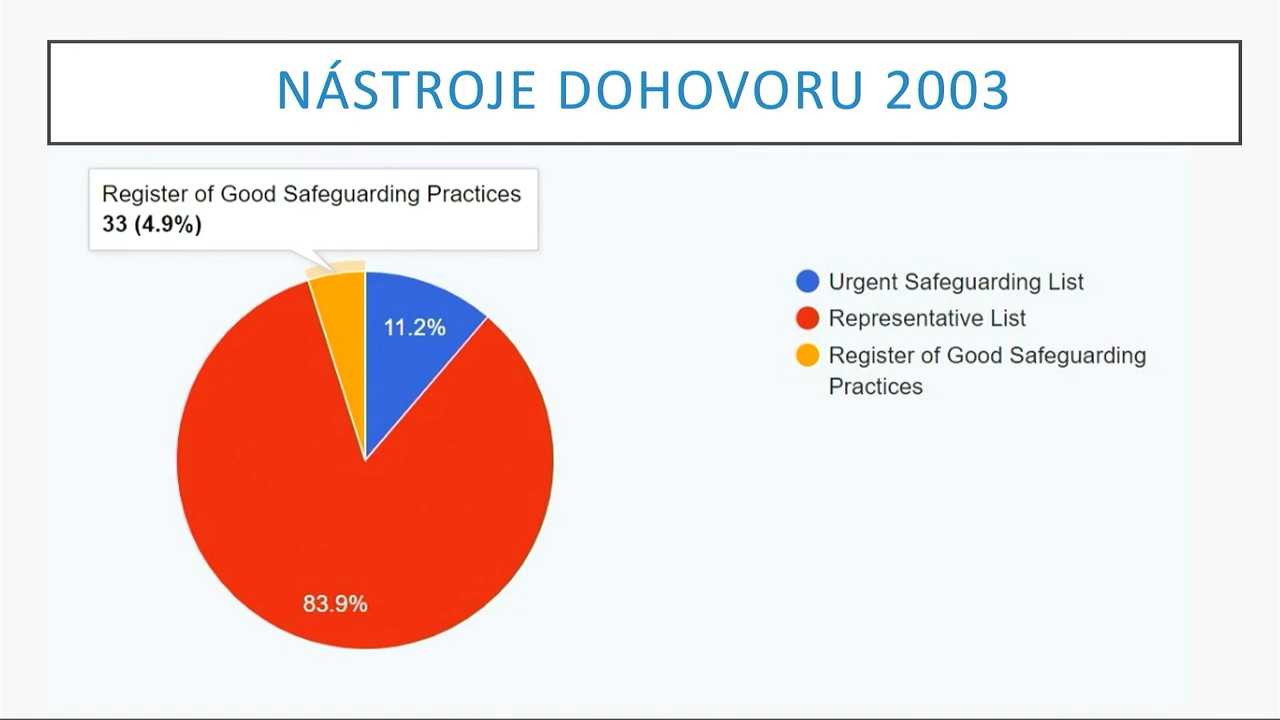 NÁSTROJE DOHOVORU 2003
Register of Good Safeguarding Practices
33 (4.9%)
11.2%
83.9%
Urgent Safeguarding List
Representative List
Register of Good Safeguarding
Practices